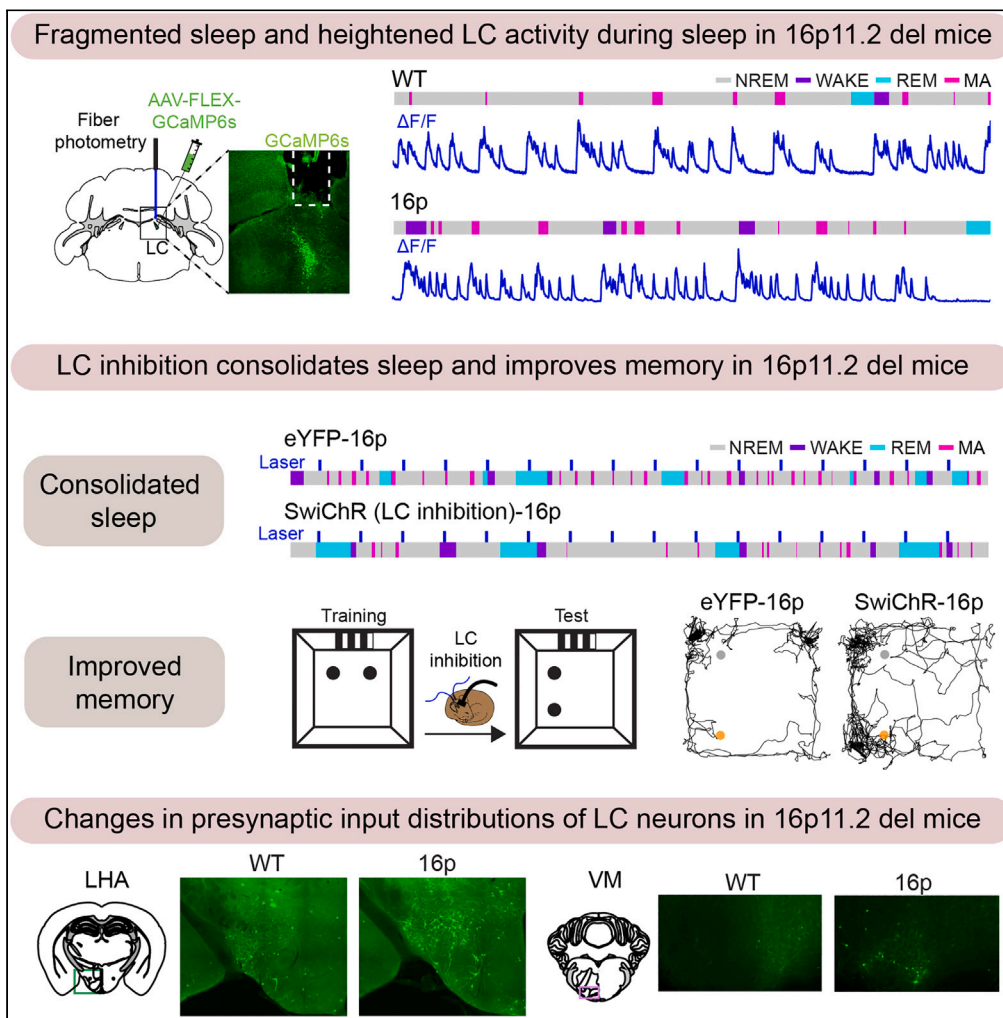 Fragmented sleep and heightened LC activity during sleep in 16p11.2 del mice
AAV-FLEX-
GCaMP6s
Fiber
photometry
GCaMP6s
LC
WT
NREM WAKE REM MA
ΔF/F
16p
ΔF/F
LC inhibition consolidates sleep and improves memory in 16p11.2 del mice
Consolidated
sleep
eYFP-16p
NREM WAKE REM MA
Laser
SwiChR (LC inhibition)-16p
Laser
Improved
memory
Training
LC
inhibition
Test
eYFP-16p
SwiChR-16p
Changes in presynaptic input distributions of LC neurons in 16p11.2 del mice
LHA
WT
16p
VM
WT
16p